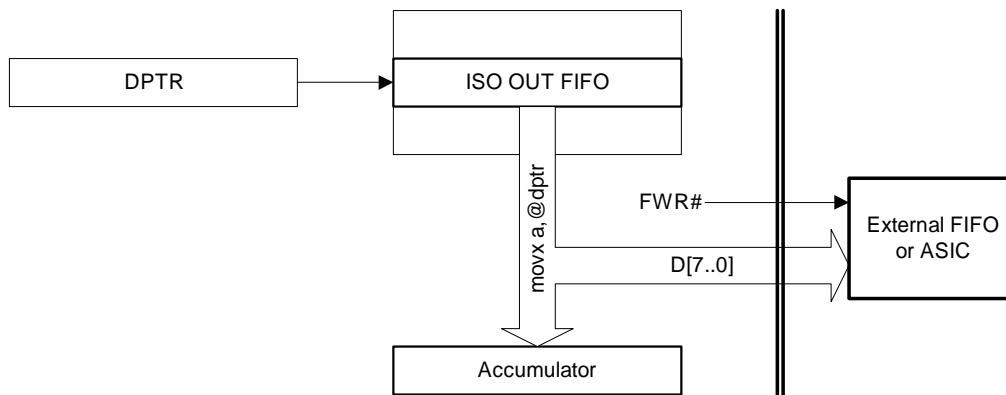 DPTR
ISO OUT FIFO
movx a,@dptr
FWR#
External FIFO
or ASIC
D[7..0]
Accumulator